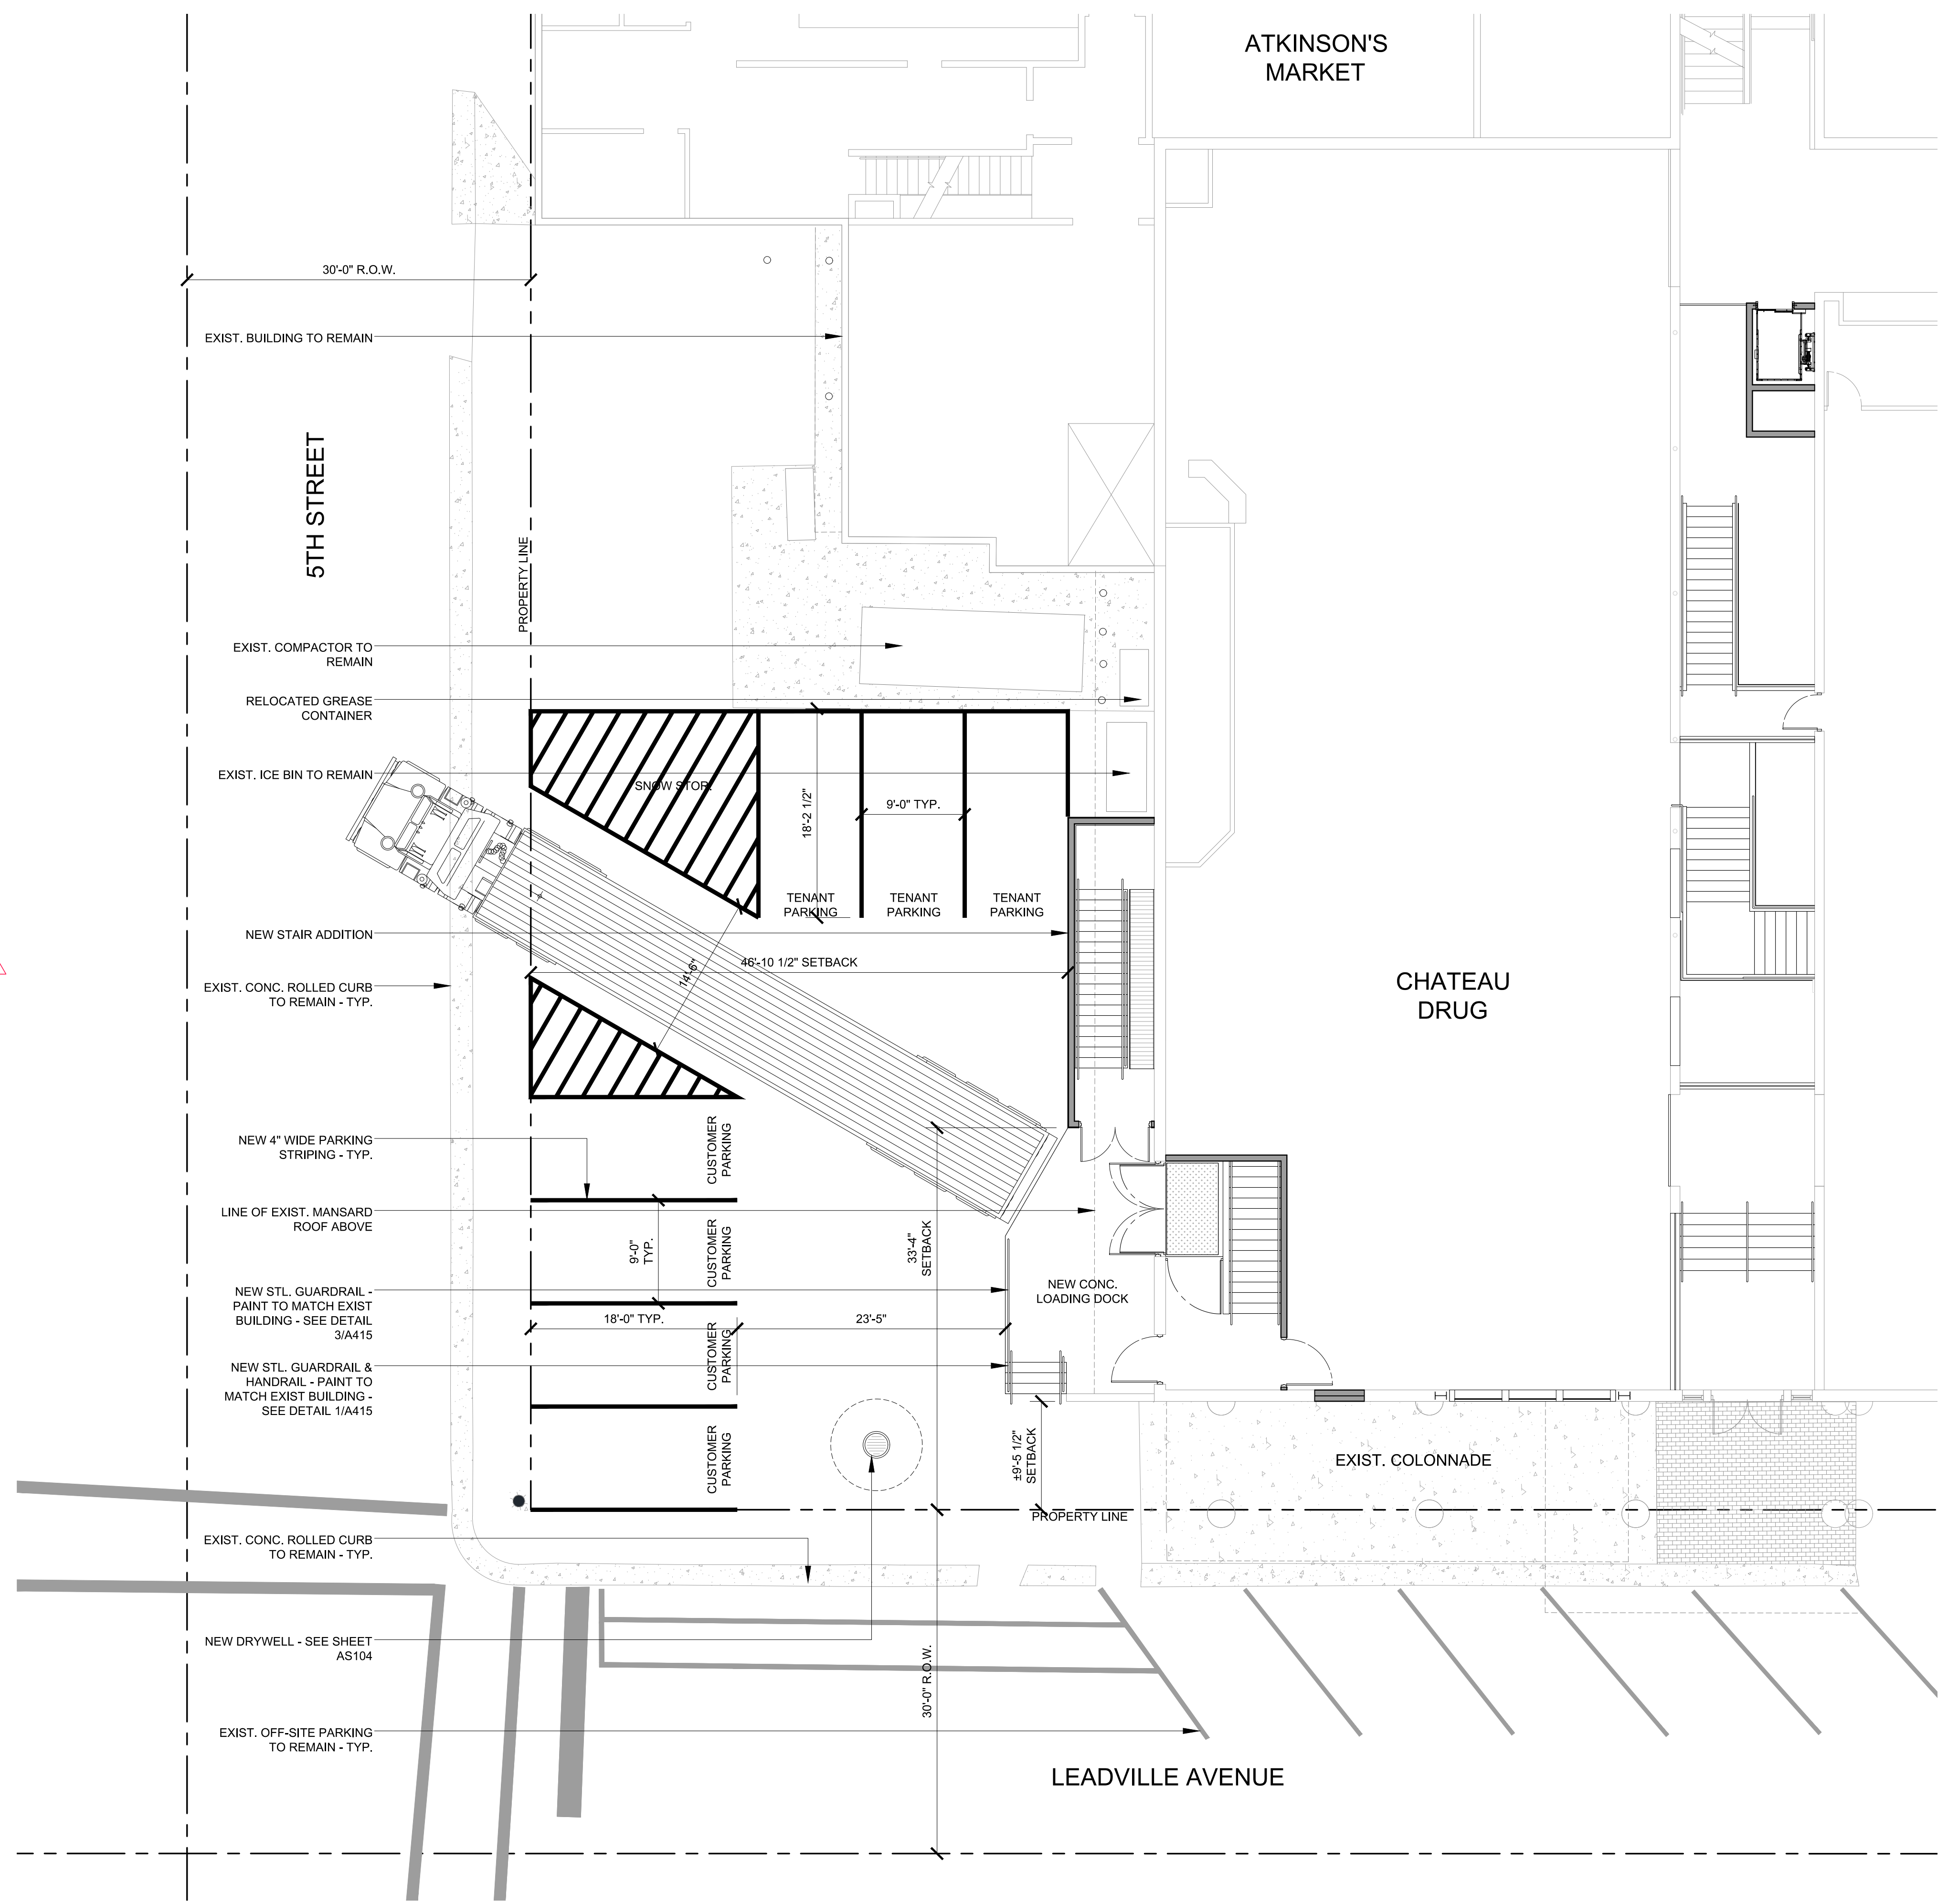 ATKINSON'S
MARKET
30'-0" R.O.W.
EXIST. BUILDING TO REMAIN
5TH STREET
PROPERTY LINE
EXIST. COMPACTOR TO
REMAIN
RELOCATED GREASE
CONTAINER
EXIST. ICE BIN TO REMAIN
SNOW STOR.
18'-2 1/2"
9'-0" TYP.
TENANT
PARKING
TENANT
PARKING
TENANT
PARKING
NEW STAIR ADDITION
46'-10 1/2" SETBACK
14'-6"
EXIST. CONC. ROLLED CURB
TO REMAIN - TYP.
CHATEAU
DRUG
NEW 4" WIDE PARKING
STRIPING - TYP.
CUSTOMER
PARKING
LINE OF EXIST. MANSARD
ROOF ABOVE
9'-0"
TYP.
CUSTOMER
PARKING
33'-4"
SETBACK
NEW CONC.
LOADING DOCK
NEW STL. GUARDRAIL -
PAINT TO MATCH EXIST
BUILDING - SEE DETAIL
3/A415
18'-0" TYP.
23'-5"
CUSTOMER
PARKING
NEW STL. GUARDRAIL &
HANDRAIL - PAINT TO
MATCH EXIST BUILDING -
SEE DETAIL 1/A415
CUSTOMER
PARKING
±9'-5 1/2"
SETBACK
EXIST. COLONNADE
PROPERTY LINE
EXIST. CONC. ROLLED CURB
TO REMAIN - TYP.
NEW DRYWELL - SEE SHEET
AS104
30'-0" R.O.W.
EXIST. OFF-SITE PARKING
TO REMAIN - TYP.
LEADVILLE AVENUE